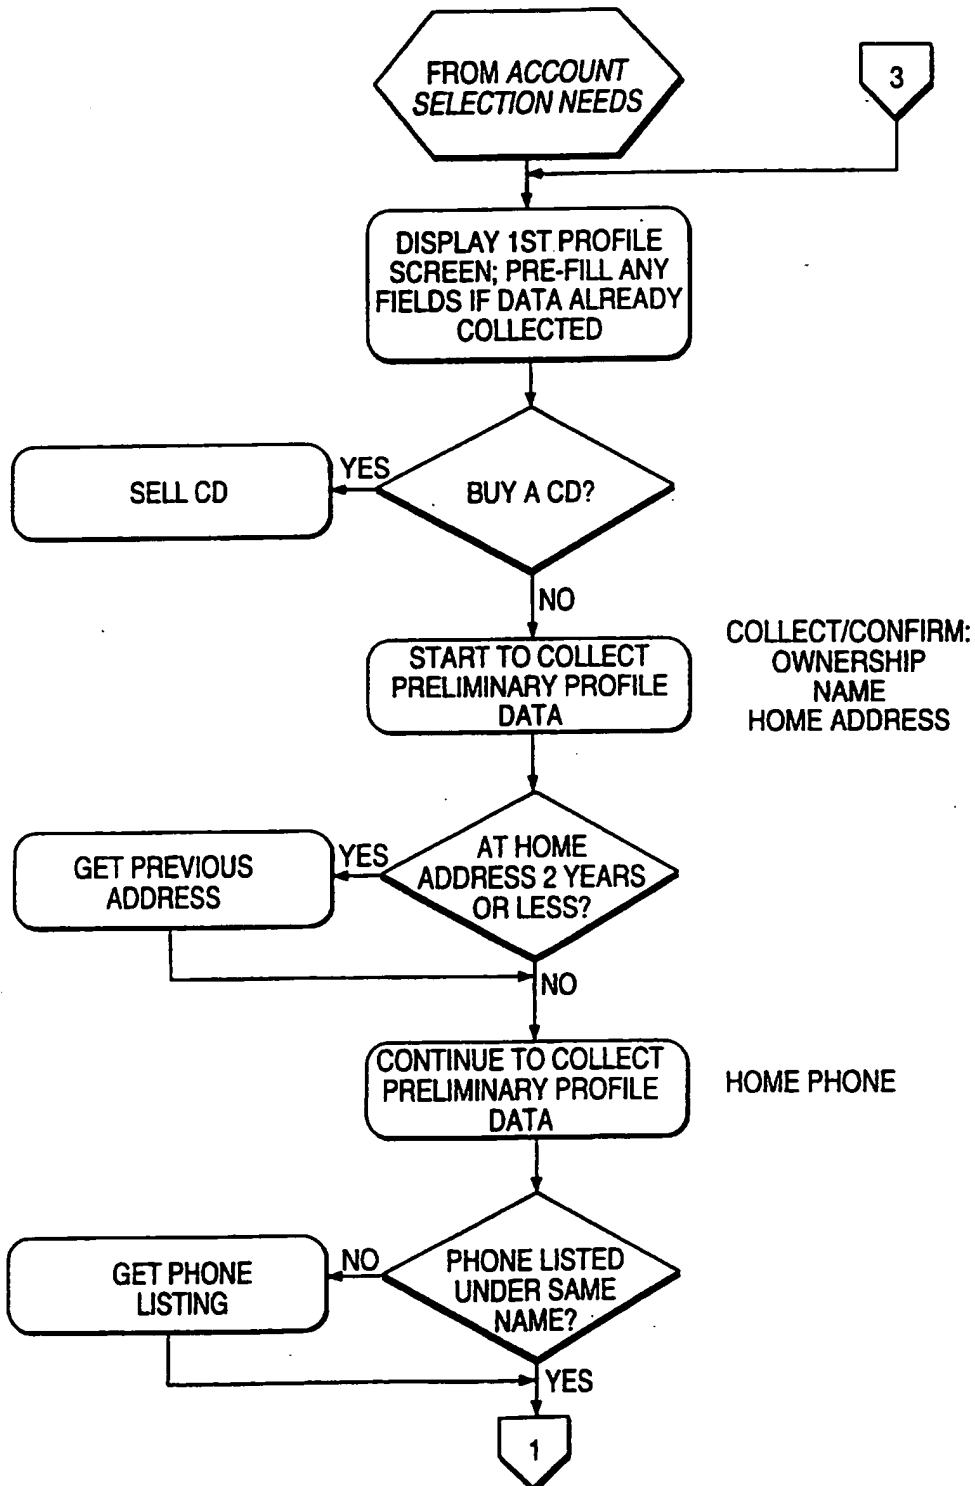 FROM ACCOUNT
SELECTION NEEDS
3
DISPLAY 1ST PROFILE
SCREEN; PRE-FILL ANY
FIELDS IF DATA ALREADY
COLLECTED
BUY A CD?
YES
SELL CD
NO
START TO COLLECT
PRELIMINARY PROFILE
DATA
COLLECT/CONFIRM:
OWNERSHIP
NAME
HOME ADDRESS
AT HOME
ADDRESS 2 YEARS
OR LESS?
YES
GET PREVIOUS
ADDRESS
NO
CONTINUE TO COLLECT
PRELIMINARY PROFILE
DATA
HOME PHONE
PHONE LISTED
UNDER SAME
NAME?
NO
GET PHONE
LISTING
YES
1